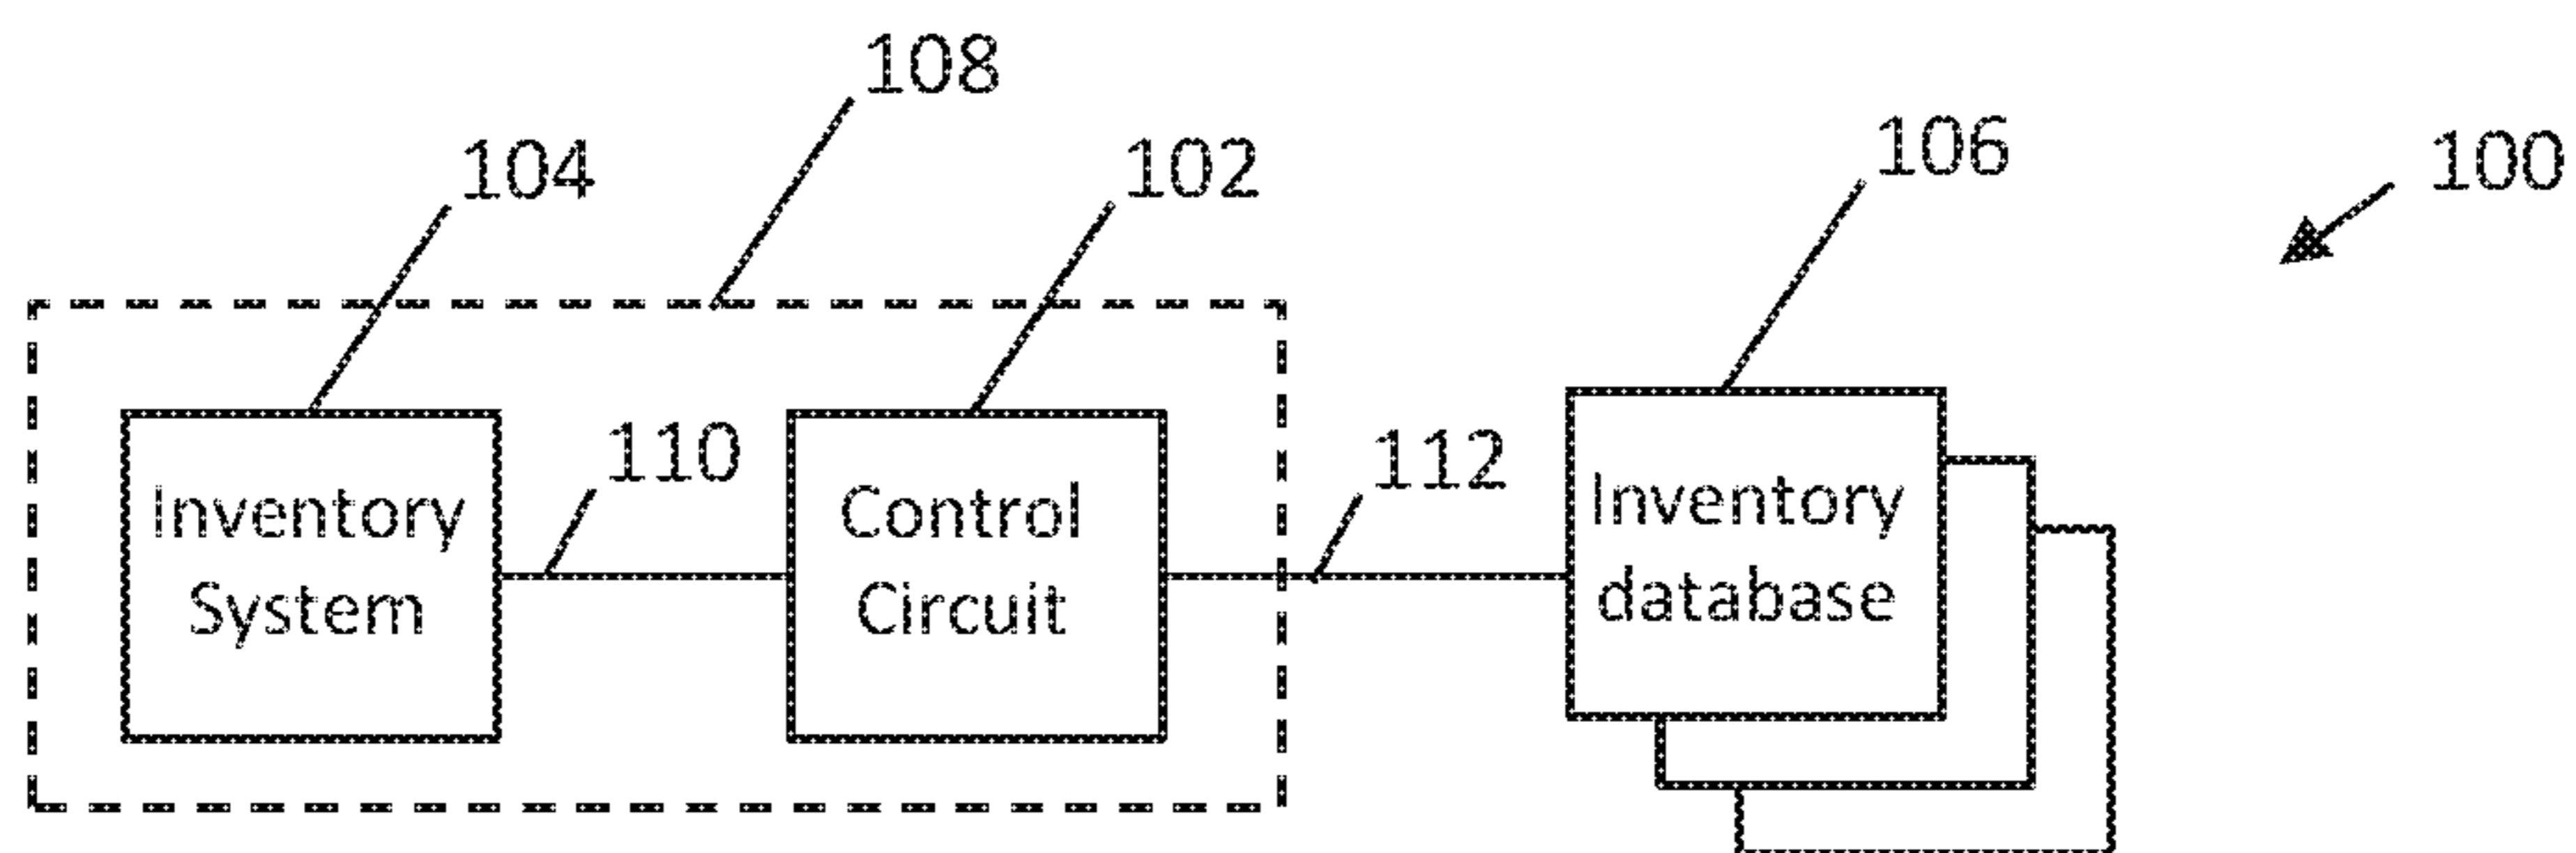 108
104
102
106
100
110
112
Inventory
System
Control
Circuit
Inventory
database